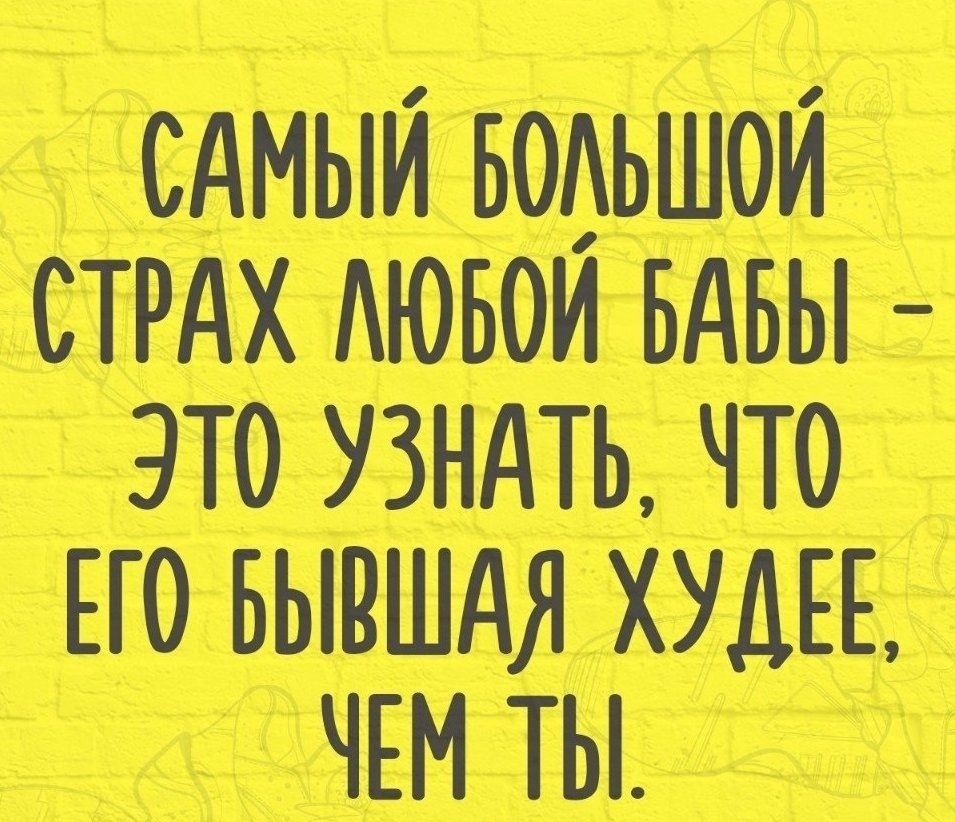 САМЫЙ БОЛЬШОЙ
СТРАХ ЛЮБОЙ БАБЫ -
ЭТО УЗНАТЬ, ЧТО
ЕГО БЫВШАЯ ХУДЕЕ,
ЧЕМ ТЫ.